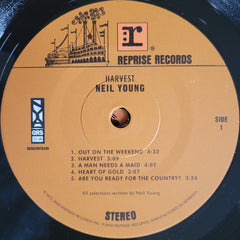 r
REPRISE RECORDS
HARVEST
NEIL YOUNG
SIDE
1
QRS
1. OUT ON THE WEEKEND 4:32
2. HARVEST 3:09
3. A MAN NEEDS A MAID 4:02
4. HEART OF GOLD 3:07
5. ARE YOU READY FOR THE COUNTRY? 3:24
All selections written by Neil Young
STEREO